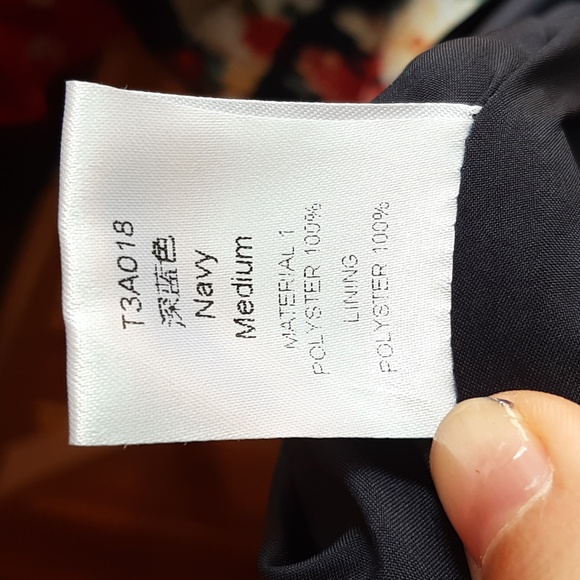 T3A018
深蓝色
Navy
Medium
MATERIAL 1
POLYSTER 100%
LINING
POLYSTER 100%